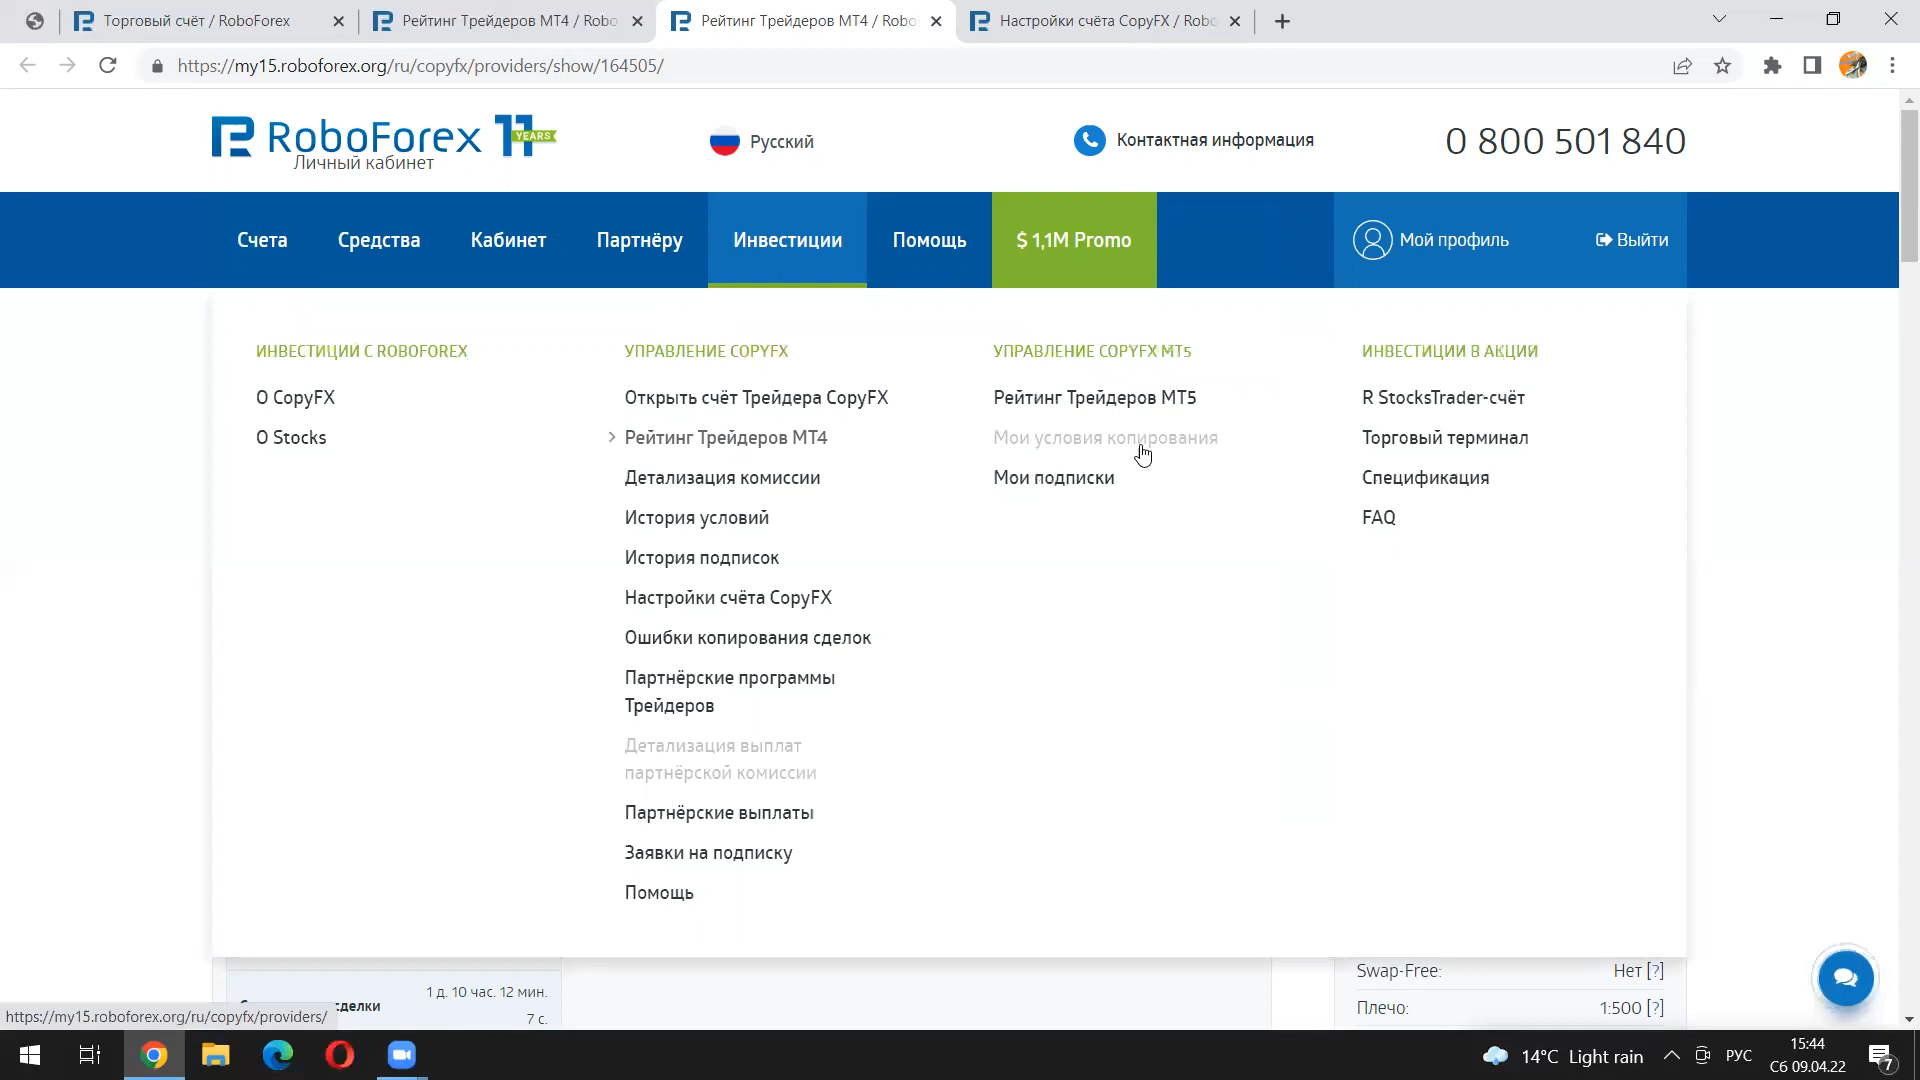 Торговый счёт / RoboForex
Рейтинг Трейдеров МТ4 / Robo
Рейтинг Трейдеров МТ4 / Robo
Настройки счёта CopyFX / Robo
https://my15.roboforex.org/ru/copyfx/providers/show/164505/
RoboForex 11 YEARS
Личный кабинет
Русский
Контактная информация
0 800 501 840
Счета
Средства
Кабинет
Партнёру
Инвестиции
Помощь
$ 1,1M Promo
Мой профиль
Выйти
ИНВЕСТИЦИИ С ROBOFOREX
О CopyFX
О Stocks
УПРАВЛЕНИЕ COPYFX
Открыть счёт Трейдера CopyFX
Рейтинг Трейдеров МТ4
Детализация комиссии
История условий
История подписок
Настройки счёта CopyFX
Ошибки копирования сделок
Партнёрские программы
Трейдеров
Детализация выплат
партнёрской комиссии
Партнёрские выплаты
Заявки на подписку
Помощь
УПРАВЛЕНИЕ COPYFX MT5
Рейтинг Трейдеров МТ5
Мои условия копирования
Мои подписки
ИНВЕСТИЦИИ В АКЦИИ
R StocksTrader-счёт
Торговый терминал
Спецификация
FAQ
1 д. 10 час. 12 мин.
7 с.
сделки
Swap-Free: Нет [?]
Плечо: 1:500 [?]
https://my15.roboforex.org/ru/copyfx/providers/
14°C Light rain
РУС
15:44
Сб 09.04.22
7